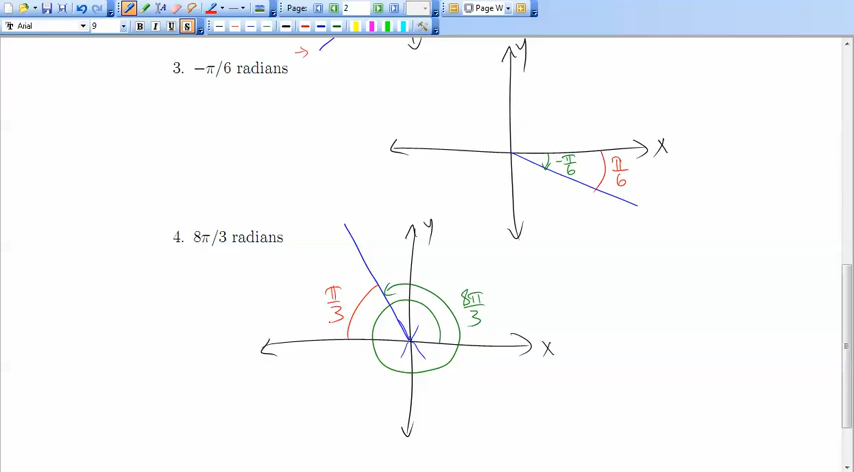 Page: 2 Page W
Arial 9 B I U S
3. −π/6 radians
y
x
-π/6
π/6
4. 8π/3 radians
y
π/3
8π/3
x